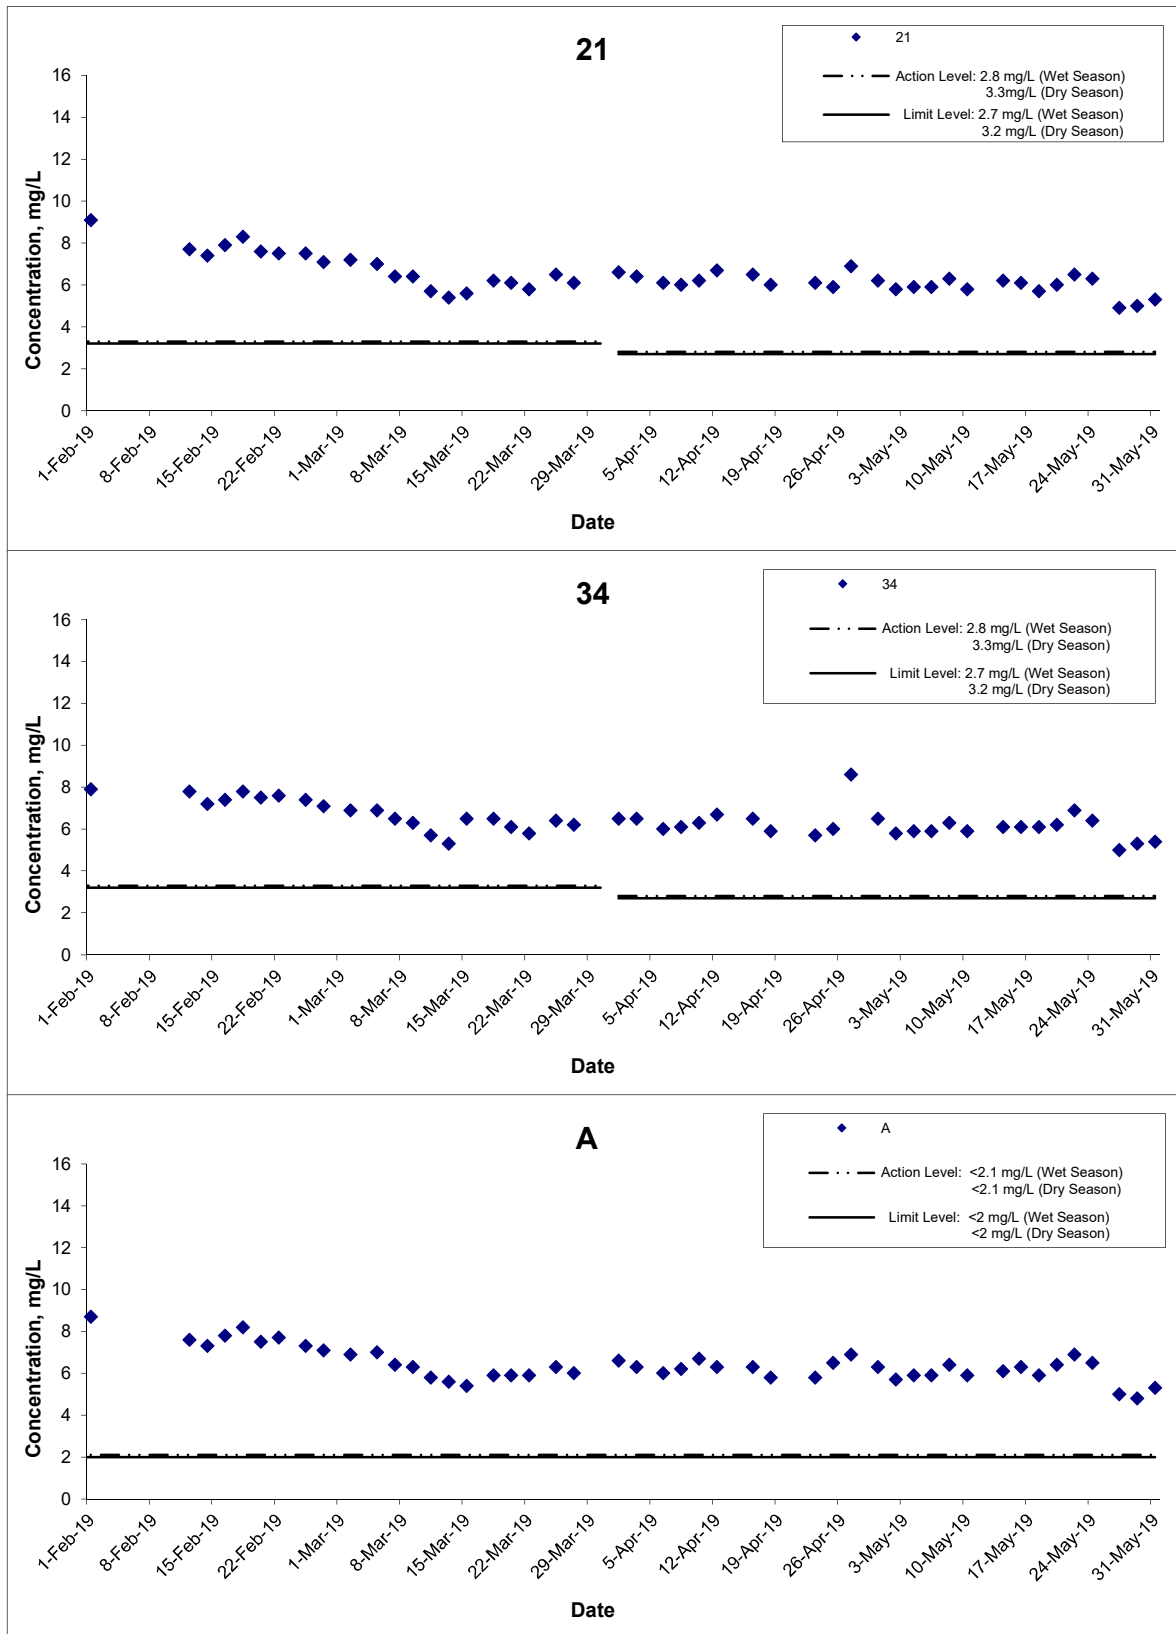 21
21
Action Level: 2.8 mg/L (Wet Season)
3.3mg/L (Dry Season)
Limit Level: 2.7 mg/L (Wet Season)
3.2 mg/L (Dry Season)
Concentration, mg/L
16
14
12
10
8
6
4
2
0
1-Feb-19
8-Feb-19
15-Feb-19
22-Feb-19
1-Mar-19
8-Mar-19
15-Mar-19
22-Mar-19
29-Mar-19
5-Apr-19
12-Apr-19
19-Apr-19
26-Apr-19
3-May-19
10-May-19
17-May-19
24-May-19
31-May-19
Date
34
34
Action Level: 2.8 mg/L (Wet Season)
3.3mg/L (Dry Season)
Limit Level: 2.7 mg/L (Wet Season)
3.2 mg/L (Dry Season)
Concentration, mg/L
16
14
12
10
8
6
4
2
0
1-Feb-19
8-Feb-19
15-Feb-19
22-Feb-19
1-Mar-19
8-Mar-19
15-Mar-19
22-Mar-19
29-Mar-19
5-Apr-19
12-Apr-19
19-Apr-19
26-Apr-19
3-May-19
10-May-19
17-May-19
24-May-19
31-May-19
Date
A
A
Action Level: <2.1 mg/L (Wet Season)
<2.1 mg/L (Dry Season)
Limit Level: <2 mg/L (Wet Season)
<2 mg/L (Dry Season)
Concentration, mg/L
16
14
12
10
8
6
4
2
0
1-Feb-19
8-Feb-19
15-Feb-19
22-Feb-19
1-Mar-19
8-Mar-19
15-Mar-19
22-Mar-19
29-Mar-19
5-Apr-19
12-Apr-19
19-Apr-19
26-Apr-19
3-May-19
10-May-19
17-May-19
24-May-19
31-May-19
Date